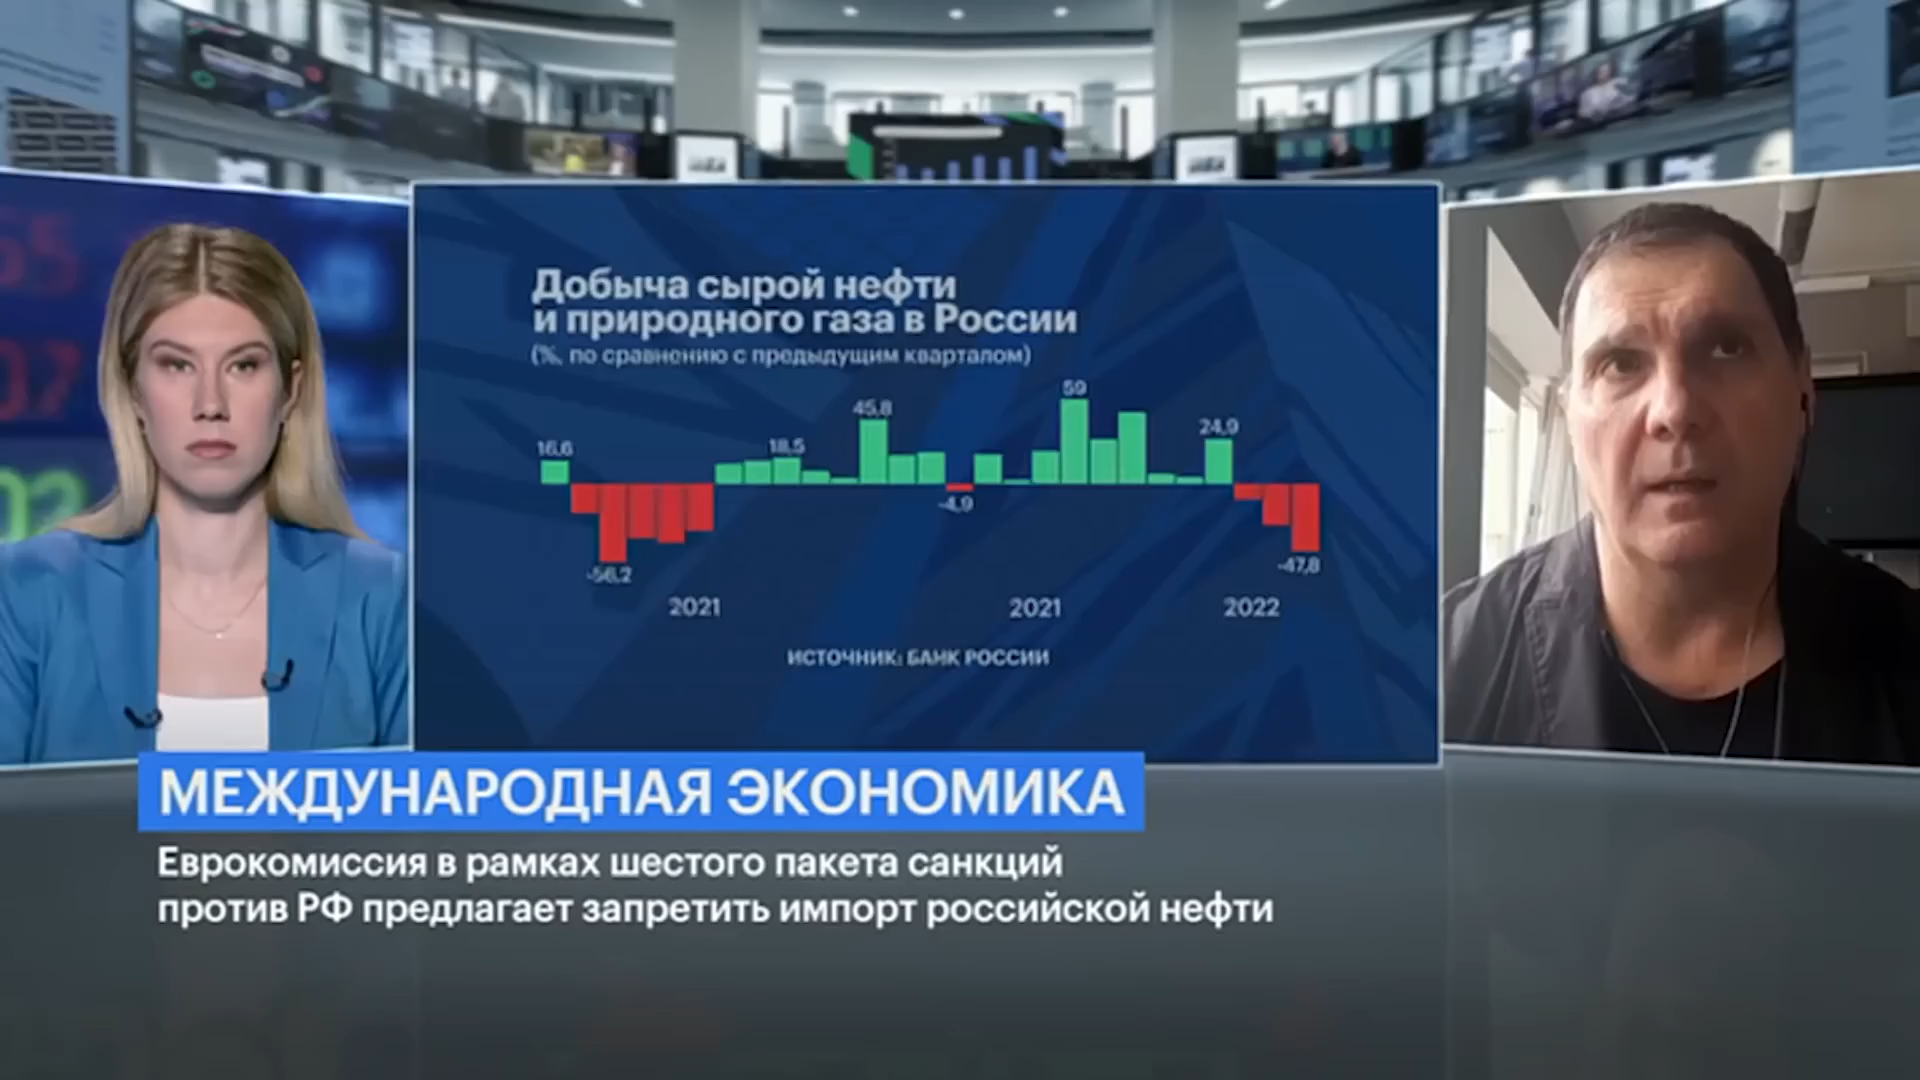 Добыча сырой нефти
и природного газа в России
(%, по сравнению с предыдущим кварталом)
16,6
-56,2
18,5
45,8
-4,9
59
24,9
-47,8
2021
2021
2022
ИСТОЧНИК: БАНК РОССИИ
МЕЖДУНАРОДНАЯ ЭКОНОМИКА
Еврокомиссия в рамках шестого пакета санкций
против РФ предлагает запретить импорт российской нефти